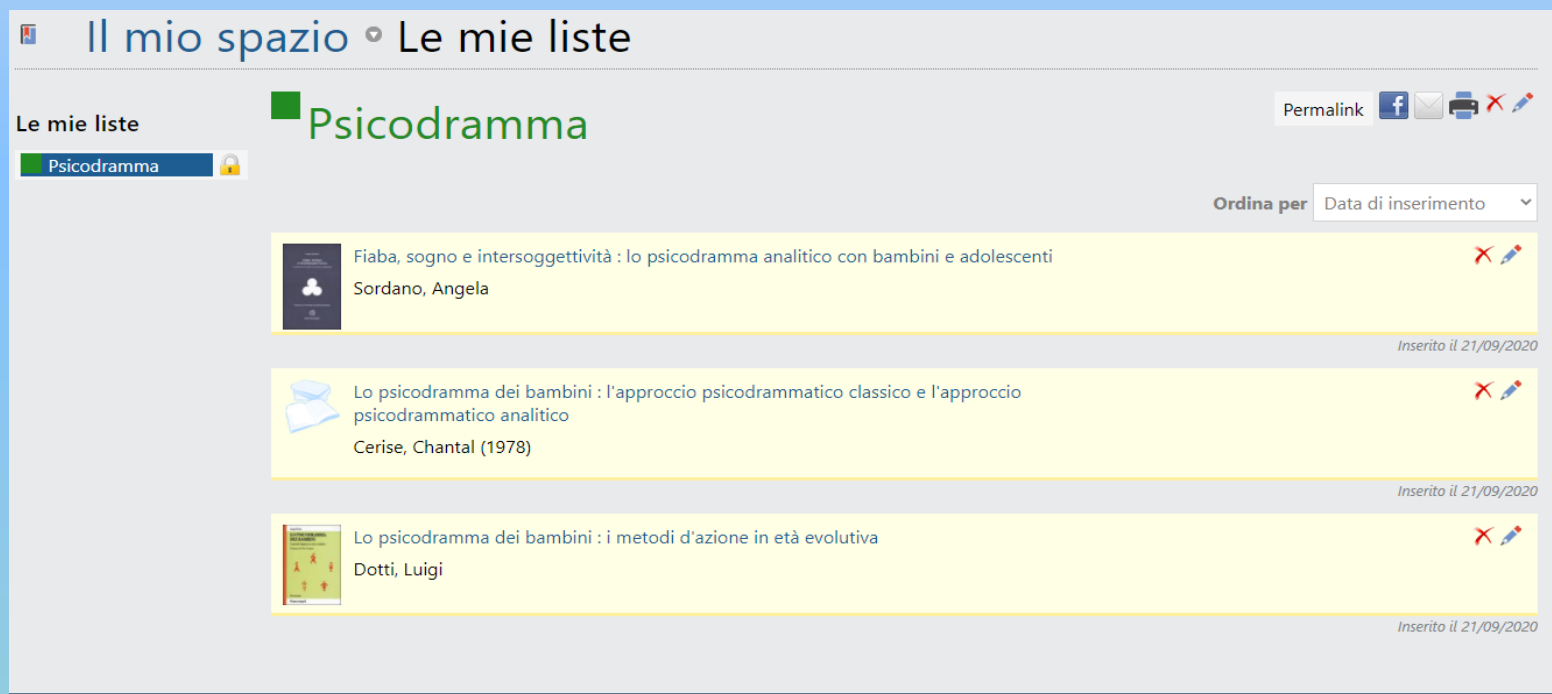 Il mio spazio Le mie liste
Le mie liste
Psicodramma
Psicodramma
Permalink
Ordina per Data di inserimento
Fiaba, sogno e intersoggettività : lo psicodramma analitico con bambini e adolescenti
Sordano, Angela
Inserito il 21/09/2020
Lo psicodramma dei bambini : l'approccio psicodrammatico classico e l'approccio
psicodrammatico analitico
Cerise, Chantal (1978)
Inserito il 21/09/2020
Lo psicodramma dei bambini : i metodi d'azione in età evolutiva
Dotti, Luigi
Inserito il 21/09/2020